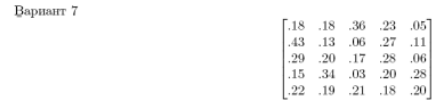 Вариант 7
.18 .18 .36 .23 .05
.43 .13 .06 .27 .11
.29 .20 .17 .28 .06
.15 .34 .03 .20 .28
.22 .19 .21 .18 .20